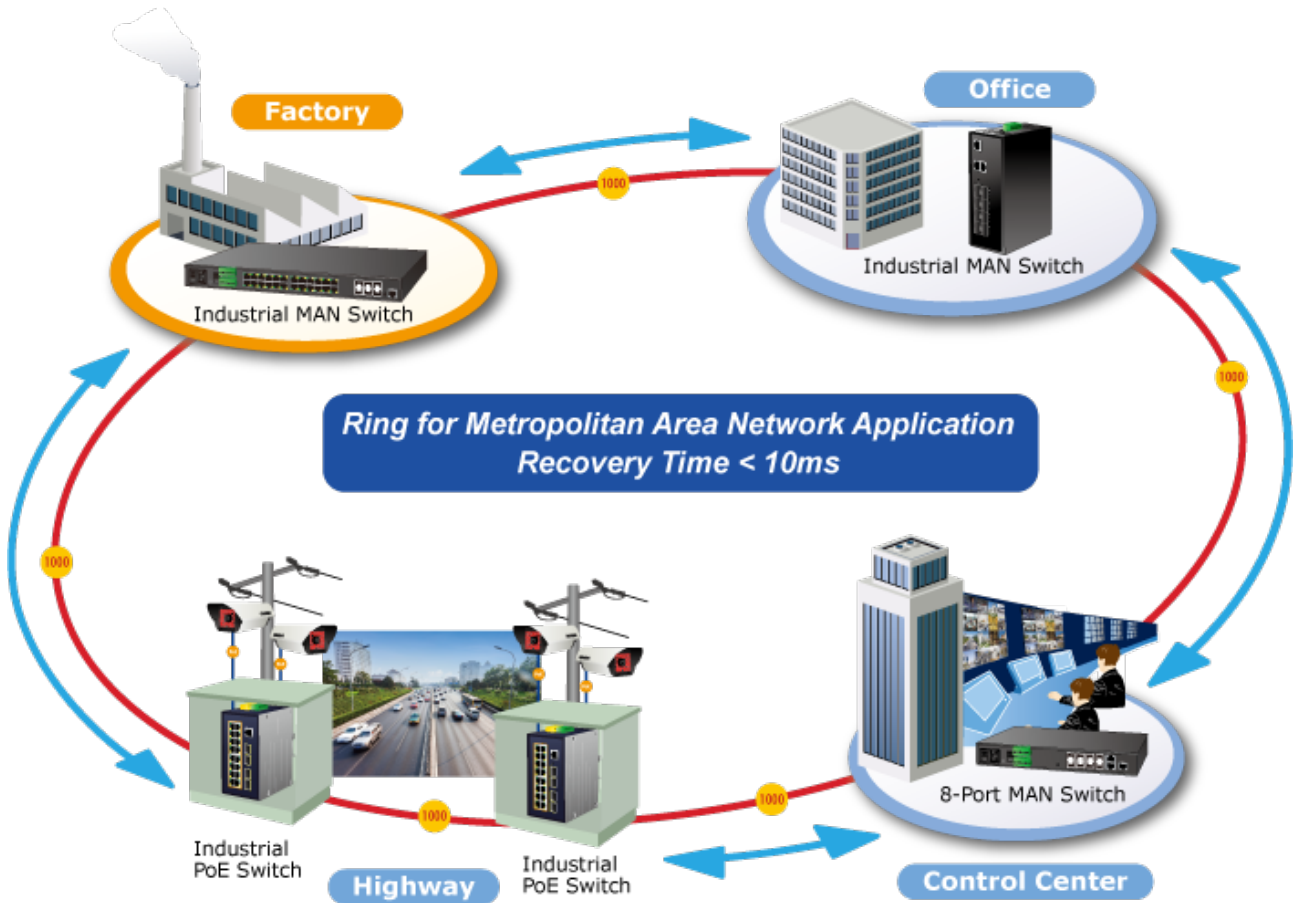 Factory
Office
1000
Industrial MAN Switch
Industrial MAN Switch
1000
Ring for Metropolitan Area Network Application
Recovery Time < 10ms
1000
8-Port MAN Switch
1000
1000
Industrial
PoE Switch
Industrial
PoE Switch
Highway
Control Center